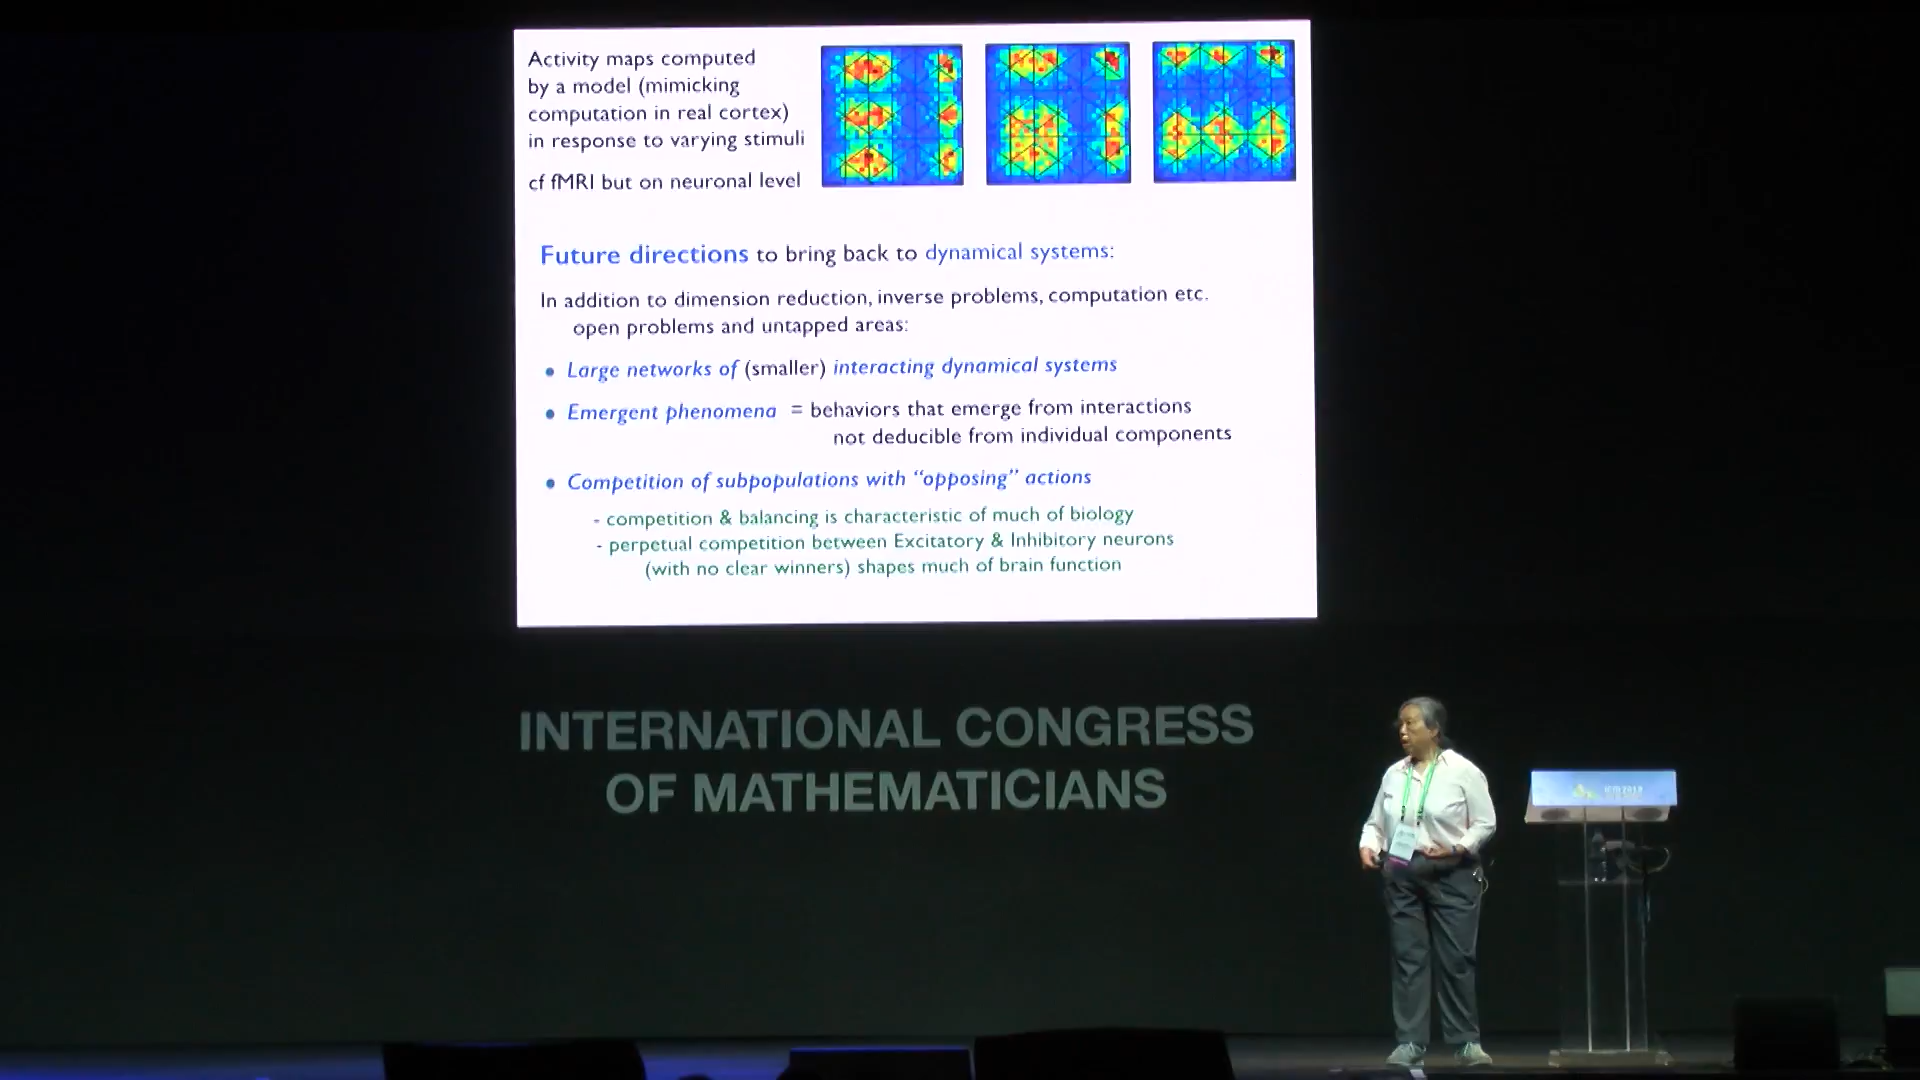 Activity maps computed
by a model (mimicking
computation in real cortex)
in response to varying stimuli
cf fMRI but on neuronal level
Future directions to bring back to dynamical systems:
In addition to dimension reduction, inverse problems, computation etc.
open problems and untapped areas:
• Large networks of (smaller) interacting dynamical systems
• Emergent phenomena = behaviors that emerge from interactions
not deducible from individual components
• Competition of subpopulations with “opposing” actions
- competition & balancing is characteristic of much of biology
- perpetual competition between Excitatory & Inhibitory neurons
(with no clear winners) shapes much of brain function
INTERNATIONAL CONGRESS
OF MATHEMATICIANS